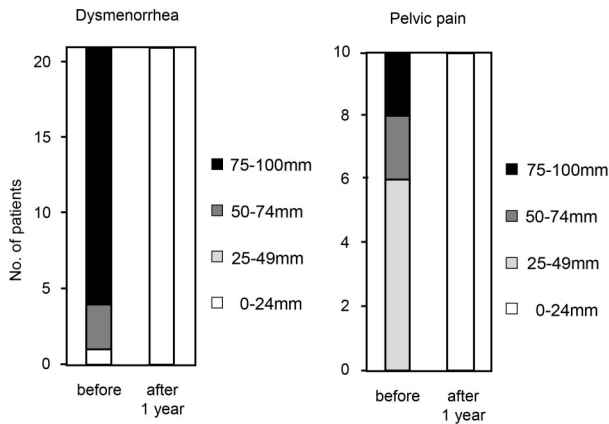 Dysmenorrhea
No. of patients
20
15
10
5
0
before
after
1 year
75-100mm
50-74mm
25-49mm
0-24mm
Pelvic pain
10
8
6
4
2
0
before
after
1 year
75-100mm
50-74mm
25-49mm
0-24mm